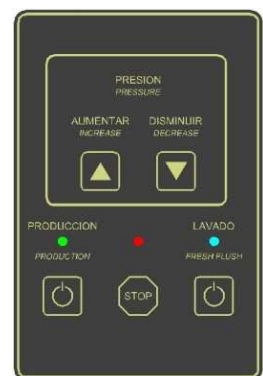 PRESION
PRESSURE
AUMENTAR DISMINUIR
INCREASE DECREASE
PRODUCCION LAVADO
PRODUCTION FRESH FLUSH
STOP